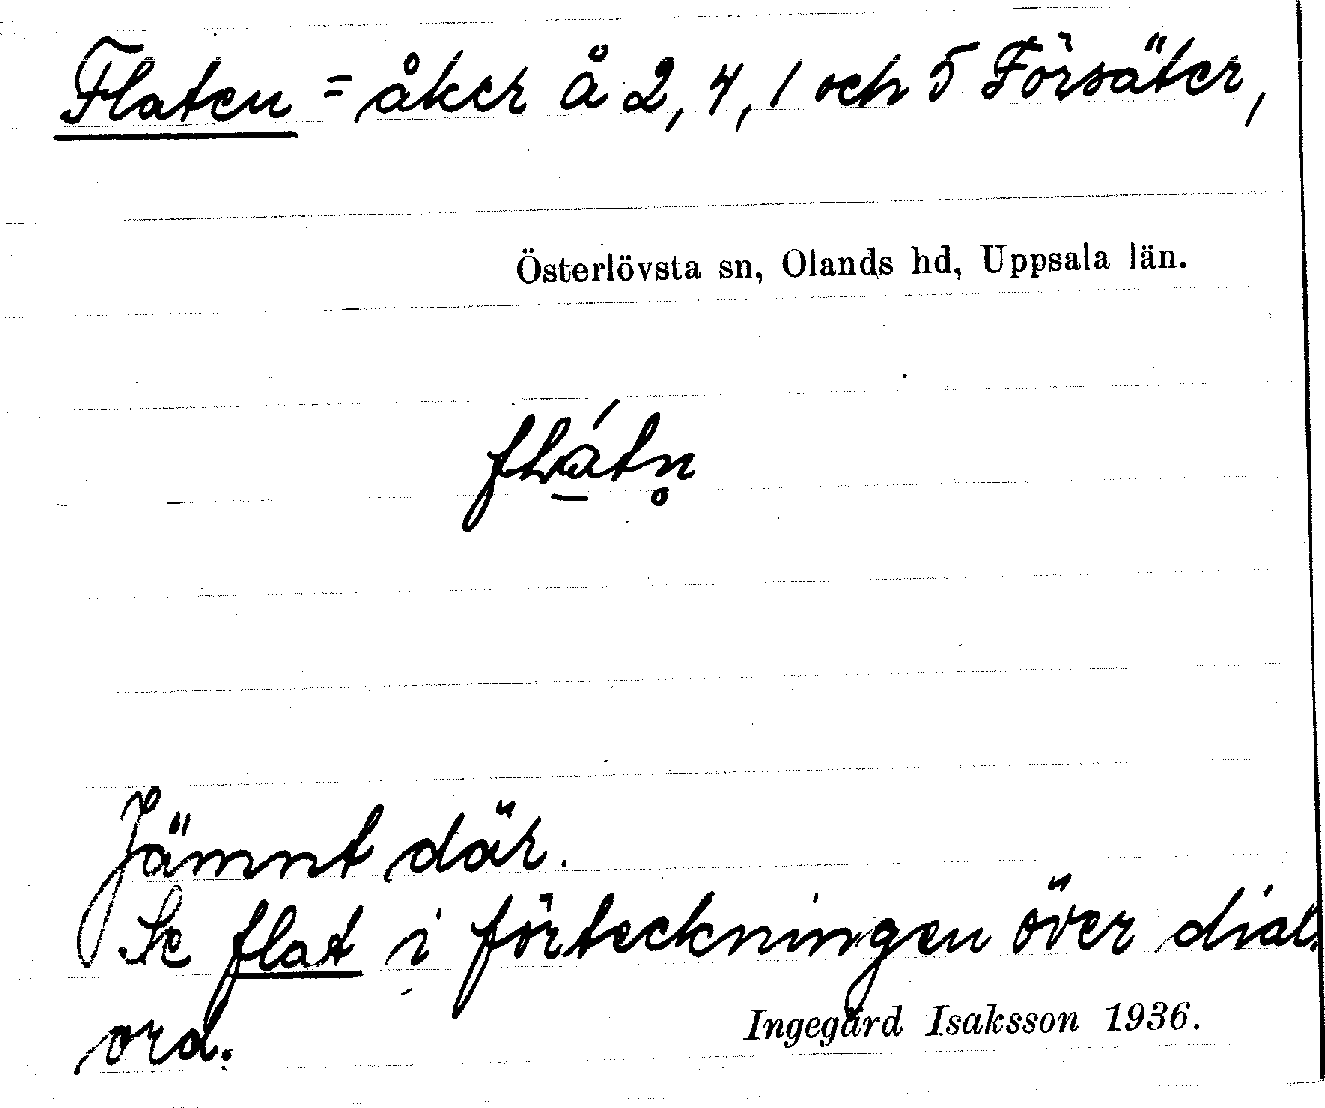 Flaten = åker å 2, 4, 1 och 5 Försäter,
Österlövsta sn, Olands hd, Uppsala län.
Jämnt där.
Se flat i förteckningen över dial.
ord.
Ingegärd Isaksson 1936.